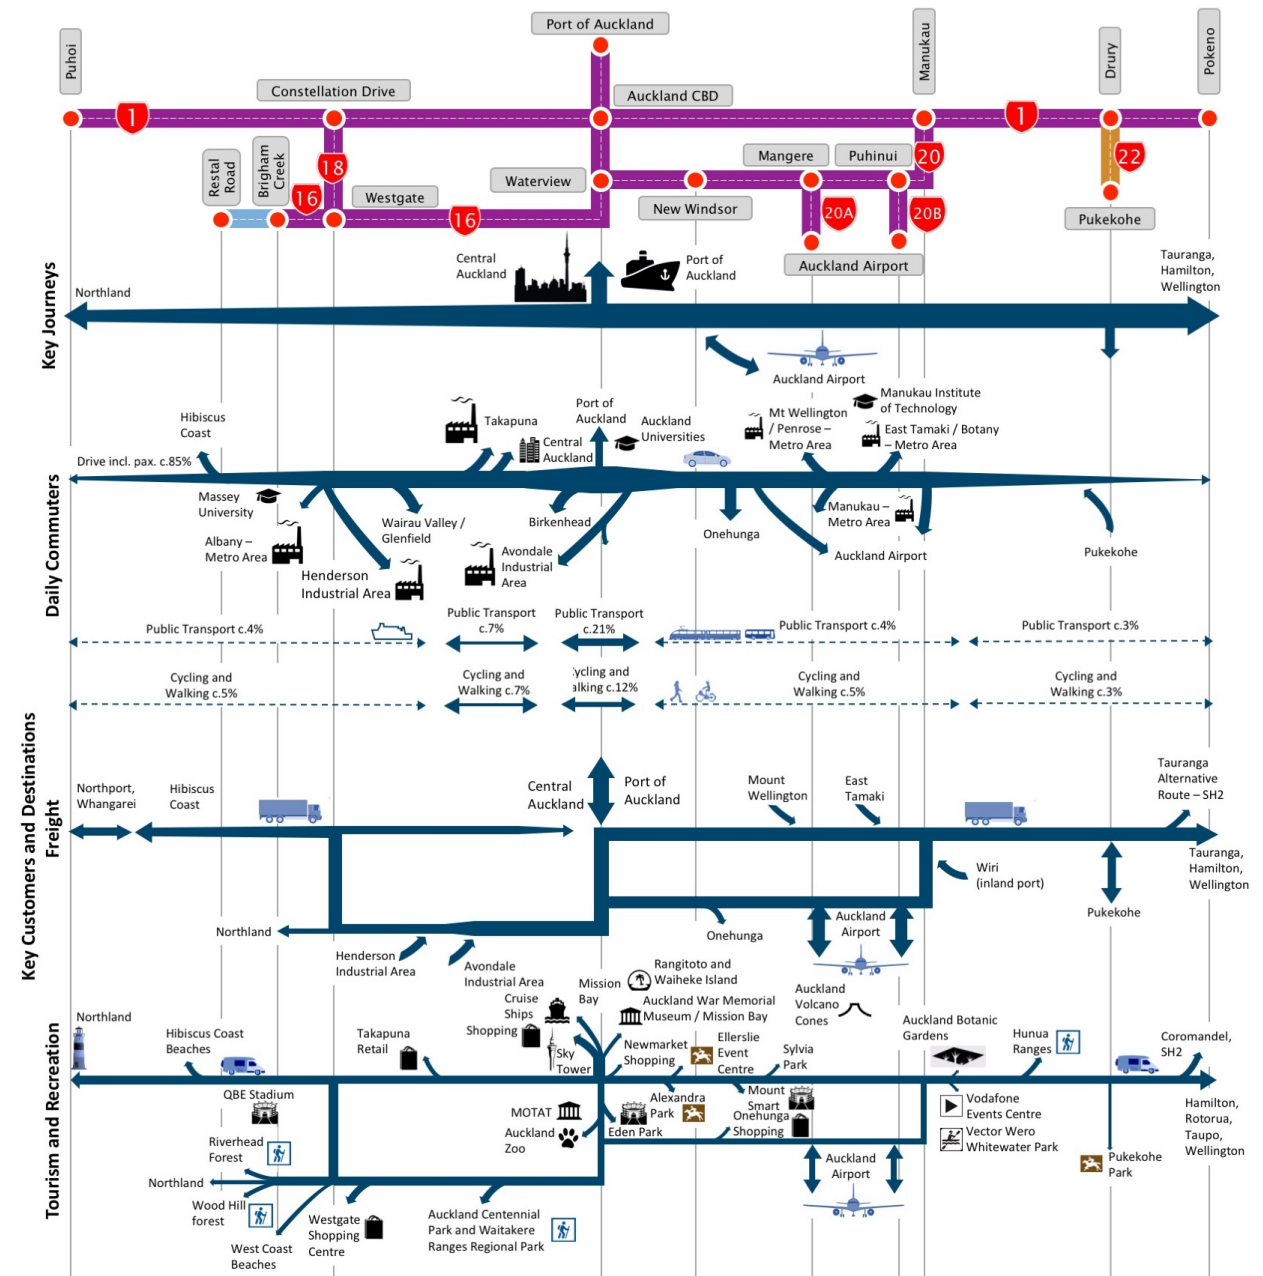 Puhoi
Port of Auckland
Manukau
Drury
Pokeno
Constellation Drive
Auckland CBD
1
1
Restal
Road
Brigham
Creek
18
16
Westgate
16
Waterview
New Windsor
Mangere
Puhinui
20
20A
20B
22
Pukekohe
Auckland Airport
Key Journeys
Northland
Central
Auckland
Port of
Auckland
Tauranga,
Hamilton,
Wellington
Auckland Airport
Key Customers and Destinations
Daily Commuters
Hibiscus
Coast
Drive incl. pax. c.85%
Takapuna
Port of
Auckland
Central
Auckland
Auckland
Universities
Mt Wellington
/ Penrose –
Metro Area
Manukau Institute
of Technology
East Tamaki / Botany
– Metro Area
Massey
University
Albany –
Metro Area
Henderson
Industrial Area
Wairau Valley /
Glenfield
Birkenhead
Avondale
Industrial
Area
Onehunga
Manukau –
Metro Area
Auckland Airport
Pukekohe
Public Transport c.4%
Public Transport
c.7%
Public Transport
c.21%
Public Transport c.4%
Public Transport c.3%
Cycling and
Walking c.5%
Cycling and
Walking c.7%
ycling and
alking c.12%
Cycling and
Walking c.5%
Cycling and
Walking c.3%
Freight
Northport,
Whangarei
Hibiscus
Coast
Central
Auckland
Port of
Auckland
Mount
Wellington
East
Tamaki
Tauranga
Alternative
Route – SH2
Tauranga,
Hamilton,
Wellington
Wiri
(inland port)
Pukekohe
Northland
Henderson
Industrial Area
Avondale
Industrial Area
Onehunga
Auckland
Airport
Tourism and Recreation
Northland
Hibiscus Coast
Beaches
Takapuna
Retail
Cruise
Ships
Shopping
Mission
Bay
Rangitoto and
Waiheke Island
Auckland War Memorial
Museum / Mission Bay
Sky
Tower
Newmarket
Shopping
Ellerslie
Event
Centre
Sylvia
Park
Auckland
Volcano
Cones
Auckland Botanic
Gardens
Hunua
Ranges
Coromandel,
SH2
QBE Stadium
MOTAT
Auckland
Zoo
Eden Park
Alexandra
Park
Mount
Smart
Onehunga
Shopping
Vodafone
Events Centre
Vector Wero
Whitewater Park
Pukekohe
Park
Hamilton,
Rotorua,
Taupo,
Wellington
Riverhead
Forest
Northland
Wood Hill
forest
West Coast
Beaches
Westgate
Shopping
Centre
Auckland Centennial
Park and Waitakere
Ranges Regional Park
Auckland
Airport